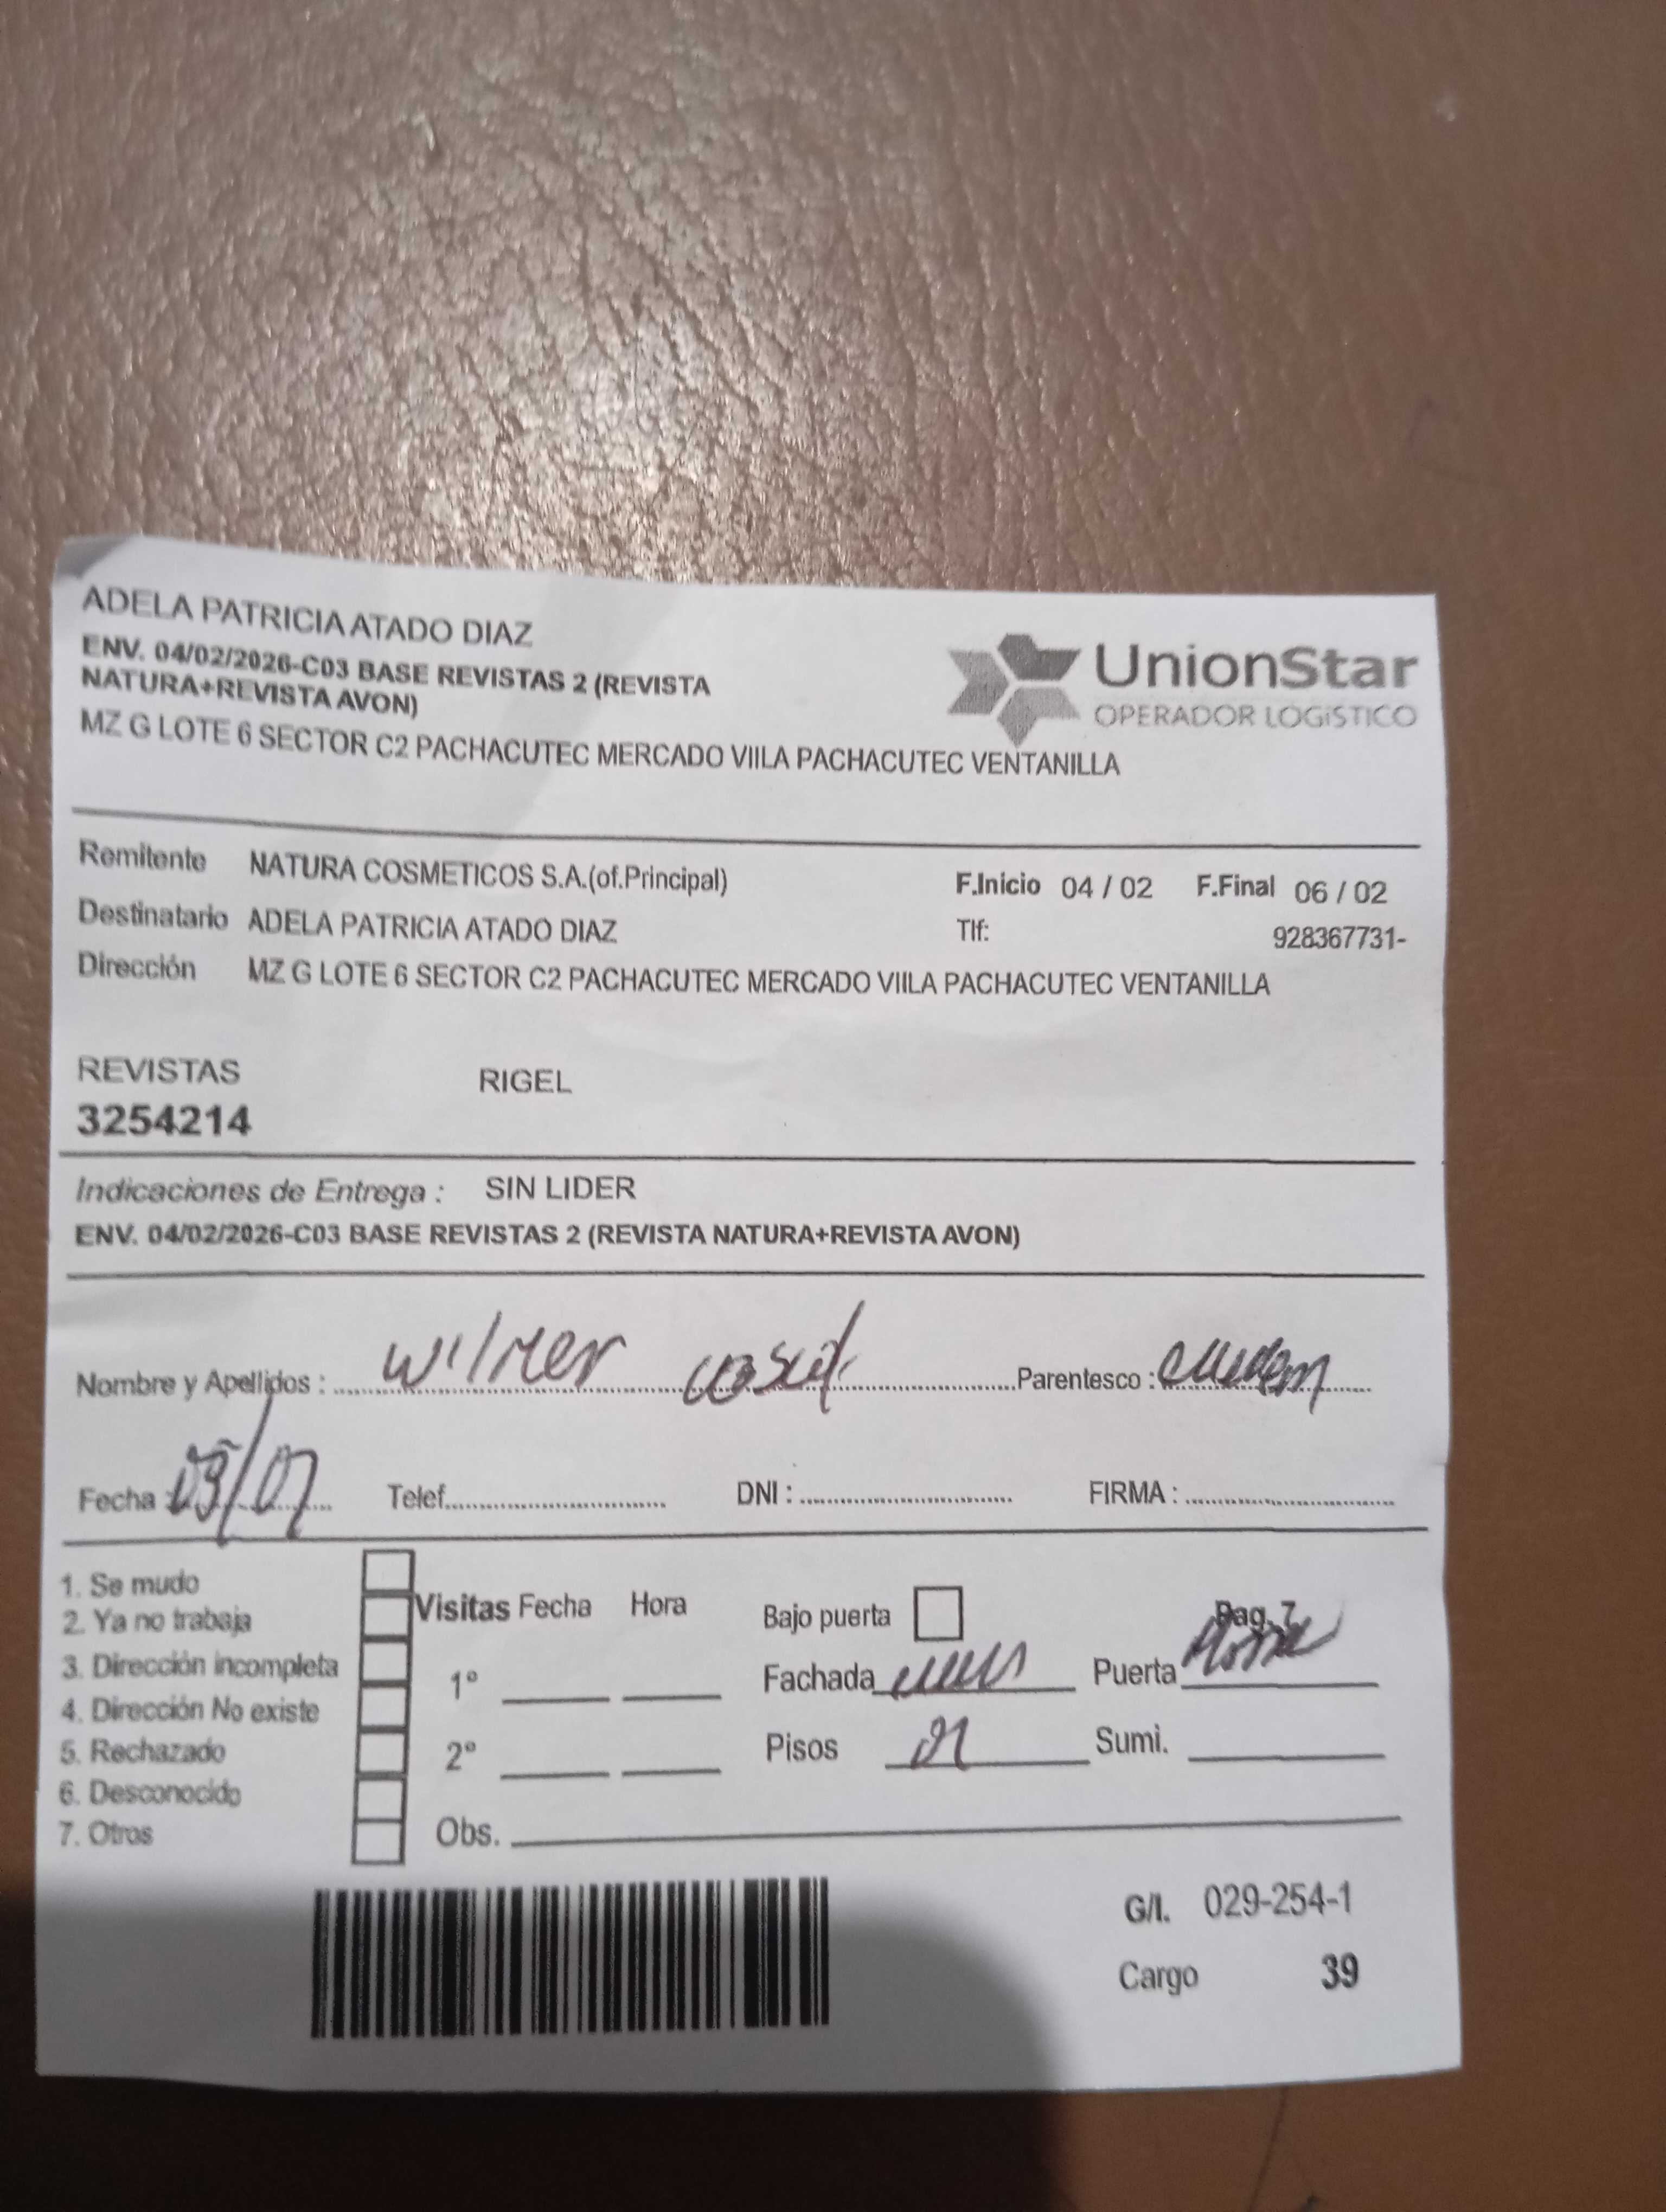 ADELA PATRICIA ATADO DIAZ
ENV. 04/02/2026-C03 BASE REVISTAS 2 (REVISTA
NATURA+REVISTA AVON)
MZ G LOTE 6 SECTOR C2 PACHACUTEC MERCADO VIILA PACHACUTEC VENTANILLA
UnionStar
OPERADOR LOGíSTICO
Remitente NATURA COSMETICOS S.A.(of.Principal) F.Inicio 04 / 02 F.Final 06 / 02
Destinatario ADELA PATRICIA ATADO DIAZ Tlf: 928367731-
Dirección MZ G LOTE 6 SECTOR C2 PACHACUTEC MERCADO VIILA PACHACUTEC VENTANILLA
REVISTAS RIGEL
3254214
Indicaciones de Entrega : SIN LIDER
ENV. 04/02/2026-C03 BASE REVISTAS 2 (REVISTA NATURA+REVISTA AVON)
Nombre y Apellidos : Wilmer Parentesco :
Fecha : Telef. DNI : FIRMA :
1. Se mudo
2. Ya no trabaja
3. Dirección incompleta
4. Dirección No existe
5. Rechazado
6. Desconocido
7. Otros
Visitas Fecha Hora
1°
2°
Obs.
Bajo puerta Pag. 7
Fachada Puerta
Pisos Sumi.
G/I. 029-254-1
Cargo 39